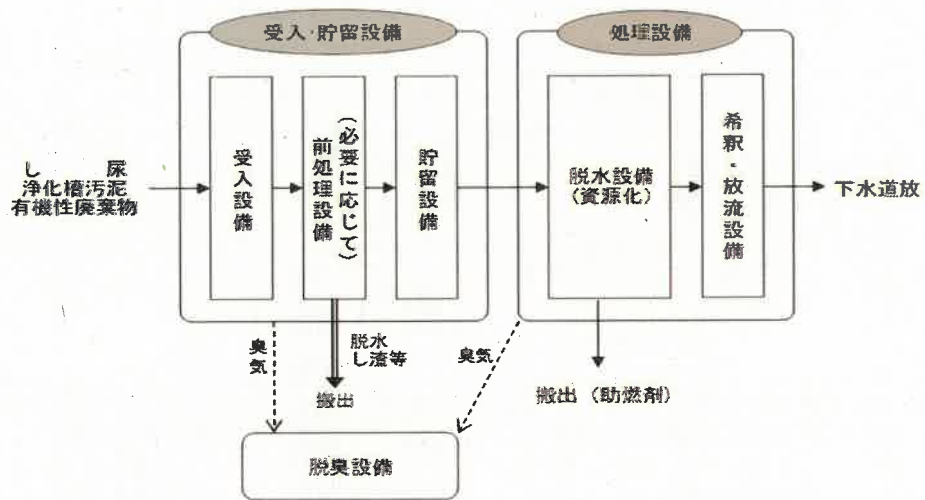 受入・貯留設備
処理設備
し　尿
浄化槽汚泥
有機性廃棄物
受入設備
前処理設備
(必要に応じて)
貯留設備
脱水設備
(資源化)
希釈・放流設備
下水道放
臭気
脱水
し渣等
搬出
臭気
搬出（助燃剤）
脱臭設備